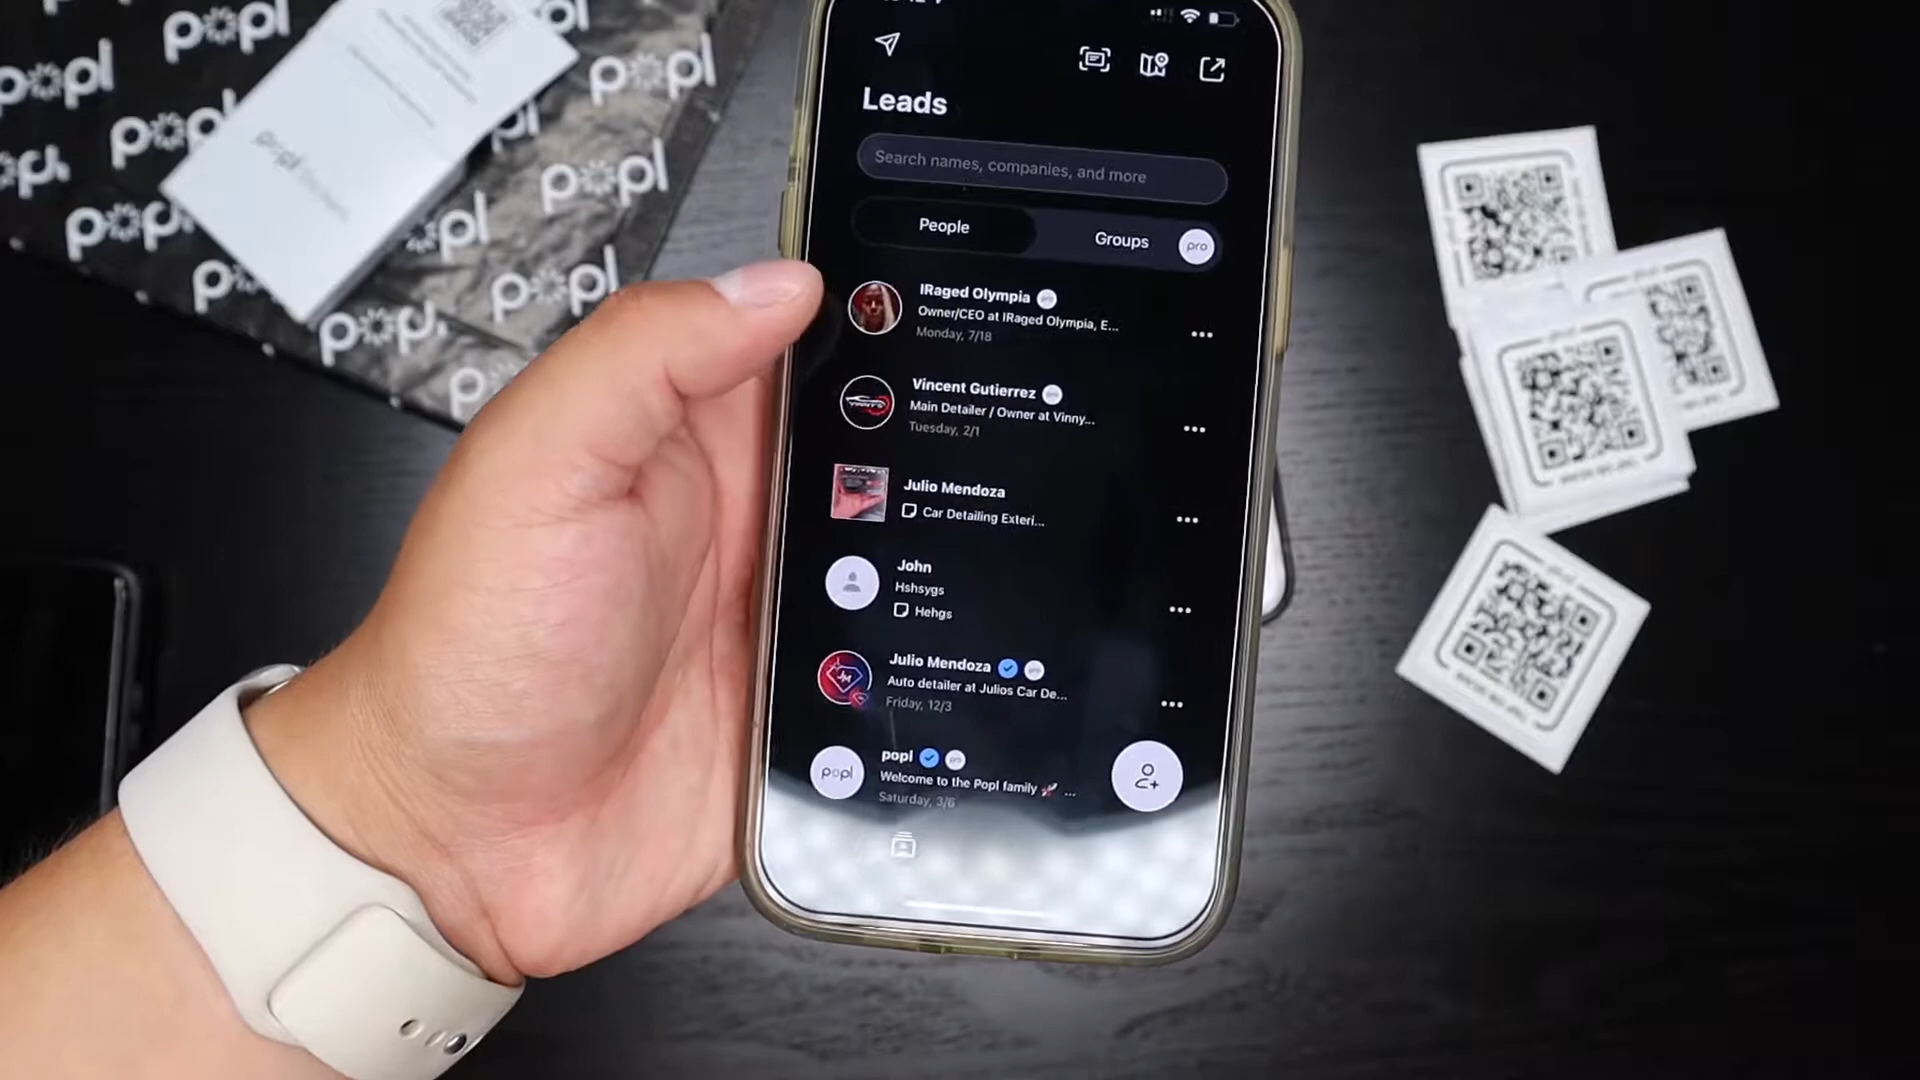 popl
popl
popl
popl
popl
popl
popl
popl
popl
Leads
Search names, companies, and more
People
Groups
pro
IRaged Olympia
Owner/CEO at IRaged Olympia, E...
Monday, 7/18
Vincent Gutierrez
Main Detailer / Owner at Vinny...
Tuesday, 2/1
Julio Mendoza
Car Detailing Exteri...
John
Hshsygs
Hehgs
Julio Mendoza
Auto detailer at Julios Car De...
Friday, 12/3
popl
popl
Welcome to the Popl family 🚀 ...
Saturday, 3/6